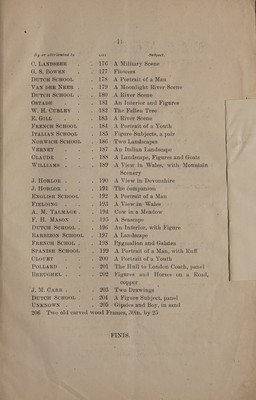 11
By or attributed to. LOT Subject.
C. LANDSEER . . 176 A Military Scene
G. S. BOWEN . . 177 Flowers
DUTCH SCHOOL . . 178 A Portrait of a Man
VAN DER NEER . . 179 A Moonlight River Scene
DUTCH SCHOOL . . 180 A River Scene
OSTADE . . 181 An Interior and Figures
W. H. CUBLEY . . 182 The Fallen Tree
E. GILL . . 183 A River Scene
FRENCH SCHOOL . . 184 A Portrait of a Youth
ITALIAN SCHOOL . . 185 Figure Subjects, a pair
NORWICH SCHOOL . . 186 Two Landscapes
VERNET . . 187 An Italian Landscape
CLAUDE . . 188 A Landscape, Figures and Goats
WILLIAMS . . 189 A View in Wales, with Mountain
Scenery
J. HORLOR . . 190 A View in Devonshire
J. HORLOR . . 191 The companion
ENGLISH SCHOOL . . 192 A Portrait of a Man
FIELDING . . 193 A View in Wales
A. M. TALMAGE . . 194 Cow in a Meadow
F. H. MASON . . 195 A Seascape
DUTCH SCHOOL . . 196 An Interior, with Figure
BARBIZON SCHOOL . . 197 A Landscape
FRENCH SCHOOL . . 198 Pygmalion and Galatea
SPANISH SCHOOL . . 199 A Portrait of a Man, with Ruff
CLOUET . . 200 A Portrait of a Youth
POLLARD . . 201 The Hull to London Coach, panel
BREUGHEL . . 202 Figures and Horses on a Road,
copper
J. M. CARR . . 203 Two Drawings
DUTCH SCHOOL . . 204 A Figure Subject, panel
UNKNOWN . . 205 Gipsies and Boy, in sand
206 Two old carved wood Frames, 30in. by 25
FINIS.